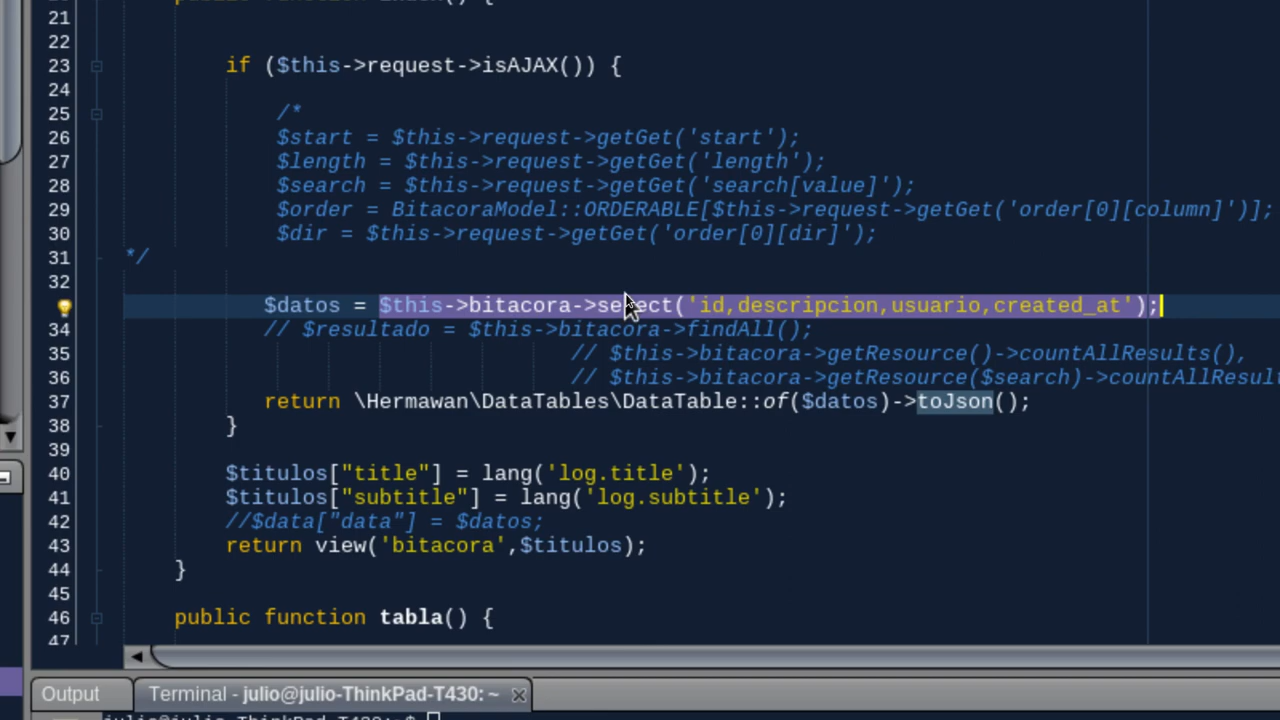 21
22
23 if ($this->request->isAJAX()) {
24
25 /*
26 $start = $this->request->getGet('start');
27 $length = $this->request->getGet('length');
28 $search = $this->request->getGet('search[value]');
29 $order = BitacoraModel::ORDERABLE[$this->request->getGet('order[0][column]')];
30 $dir = $this->request->getGet('order[0][dir]');
31 */
32
$datos = $this->bitacora->select('id,descripcion,usuario,created_at');
34 // $resultado = $this->bitacora->findAll();
35 // $this->bitacora->getResource()->countAllResults(),
36 // $this->bitacora->getResource($search)->countAllResul
37 return \Hermawan\DataTables\DataTable::of($datos)->toJson();
38 }
39
40 $titulos["title"] = lang('log.title');
41 $titulos["subtitle"] = lang('log.subtitle');
42 //$data["data"] = $datos;
43 return view('bitacora',$titulos);
44 }
45
46 public function tabla() {
47
Output Terminal - julio@julio-ThinkPad-T430: ~